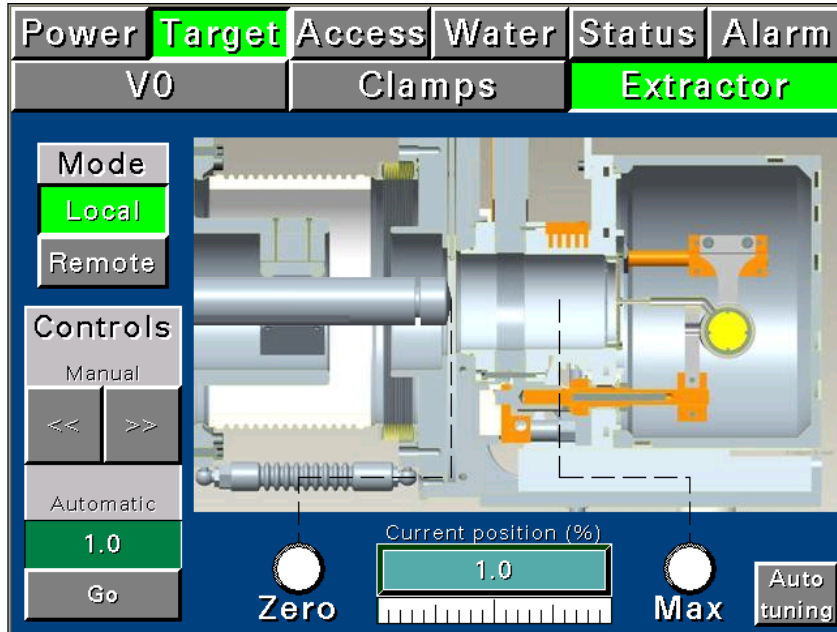 Power Target Access Water Status Alarm
V0 Clamps Extractor
Mode
Local
Remote
Controls
Manual
<< >>
Automatic
1.0
Go
Current position (%)
1.0
Zero
Max
Auto
tuning